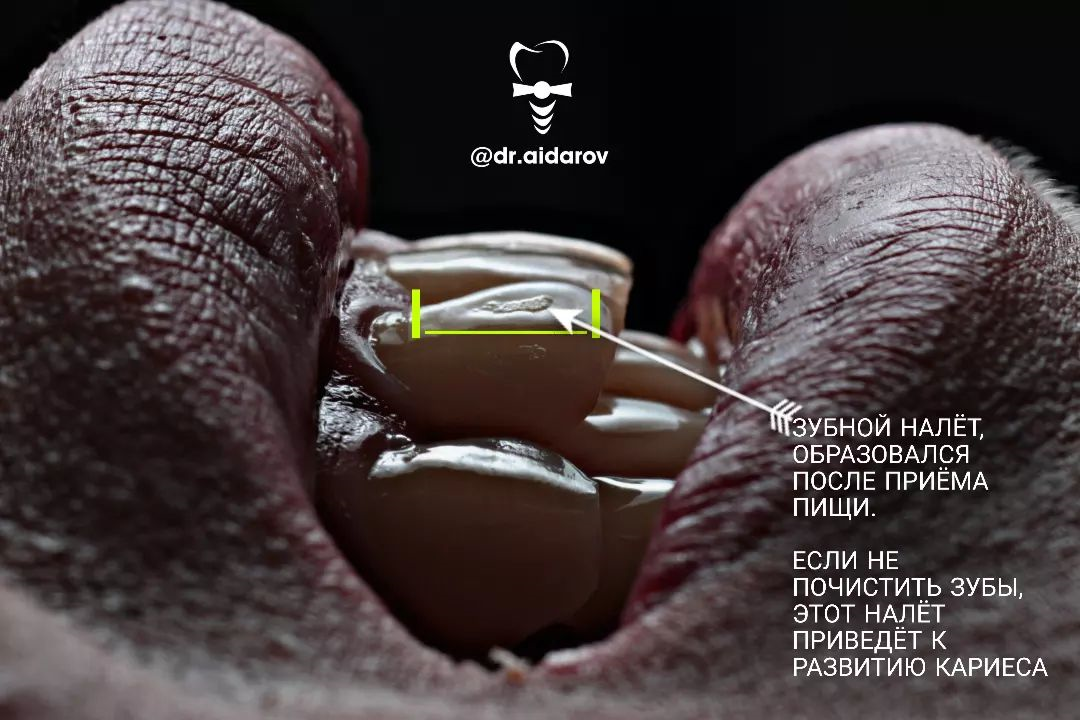 @dr.aidarov
ЗУБНОЙ НАЛЁТ,
ОБРАЗОВАЛСЯ
ПОСЛЕ ПРИЁМА
ПИЩИ.
ЕСЛИ НЕ
ПОЧИСТИТЬ ЗУБЫ,
ЭТОТ НАЛЁТ
ПРИВЕДЁТ К
РАЗВИТИЮ КАРИЕСА